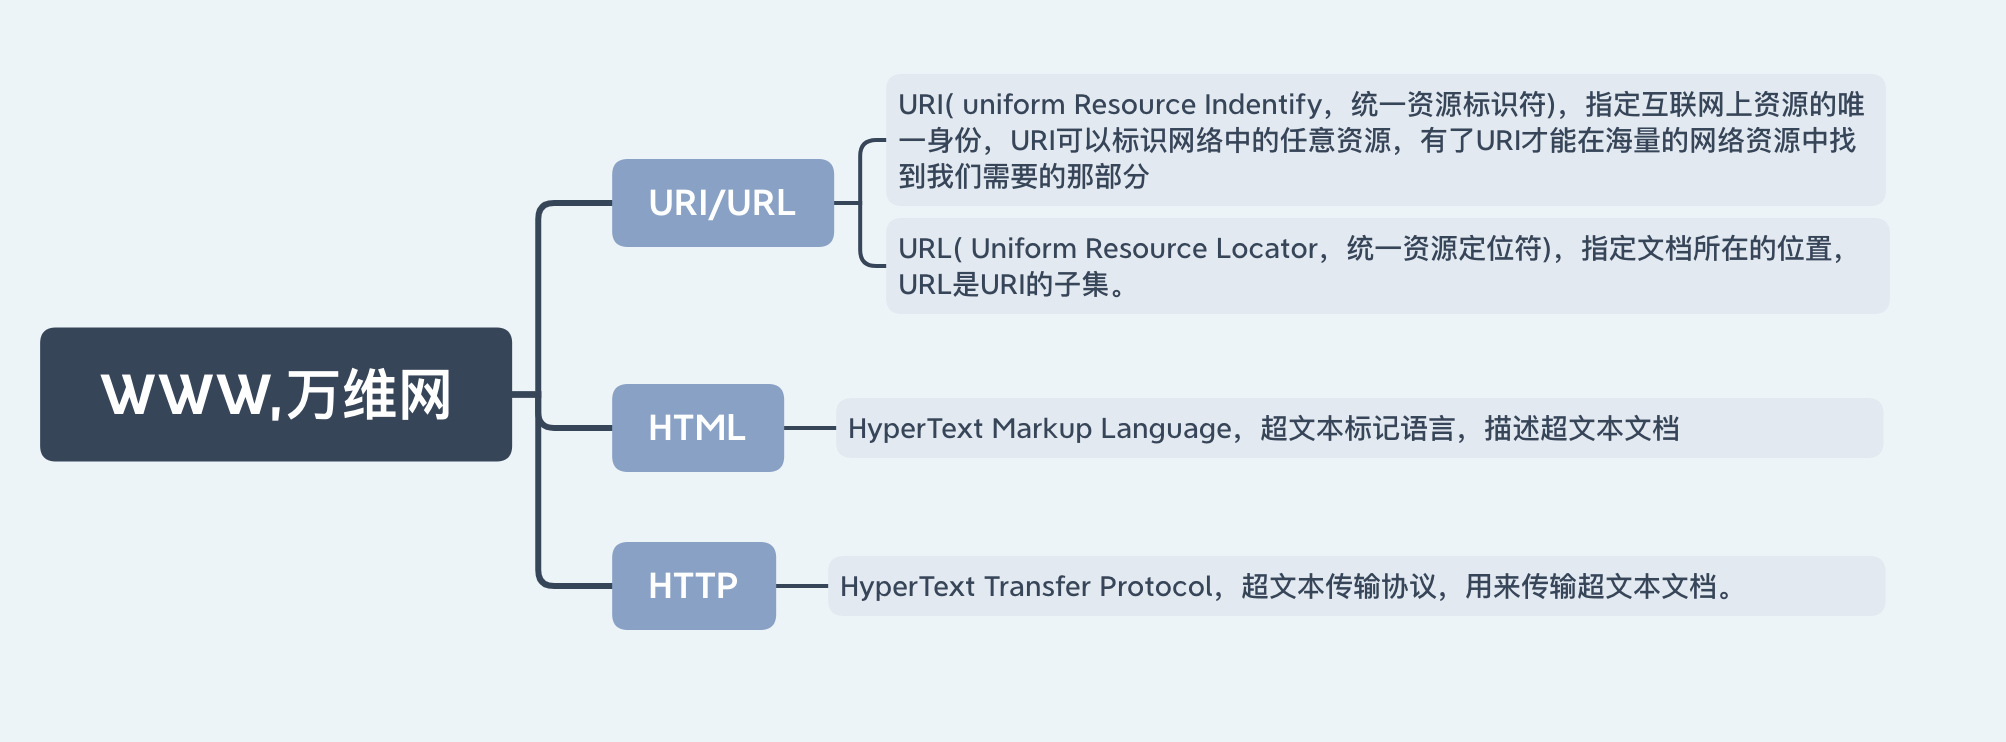 WWW,万维网
URI/URL
URI( uniform Resource Indentify，统一资源标识符)，指定互联网上资源的唯
一身份，URI可以标识网络中的任意资源，有了URI才能在海量的网络资源中找
到我们需要的那部分
URL( Uniform Resource Locator，统一资源定位符)，指定文档所在的位置，
URL是URI的子集。
HTML
HyperText Markup Language，超文本标记语言，描述超文本文档
HTTP
HyperText Transfer Protocol，超文本传输协议，用来传输超文本文档。